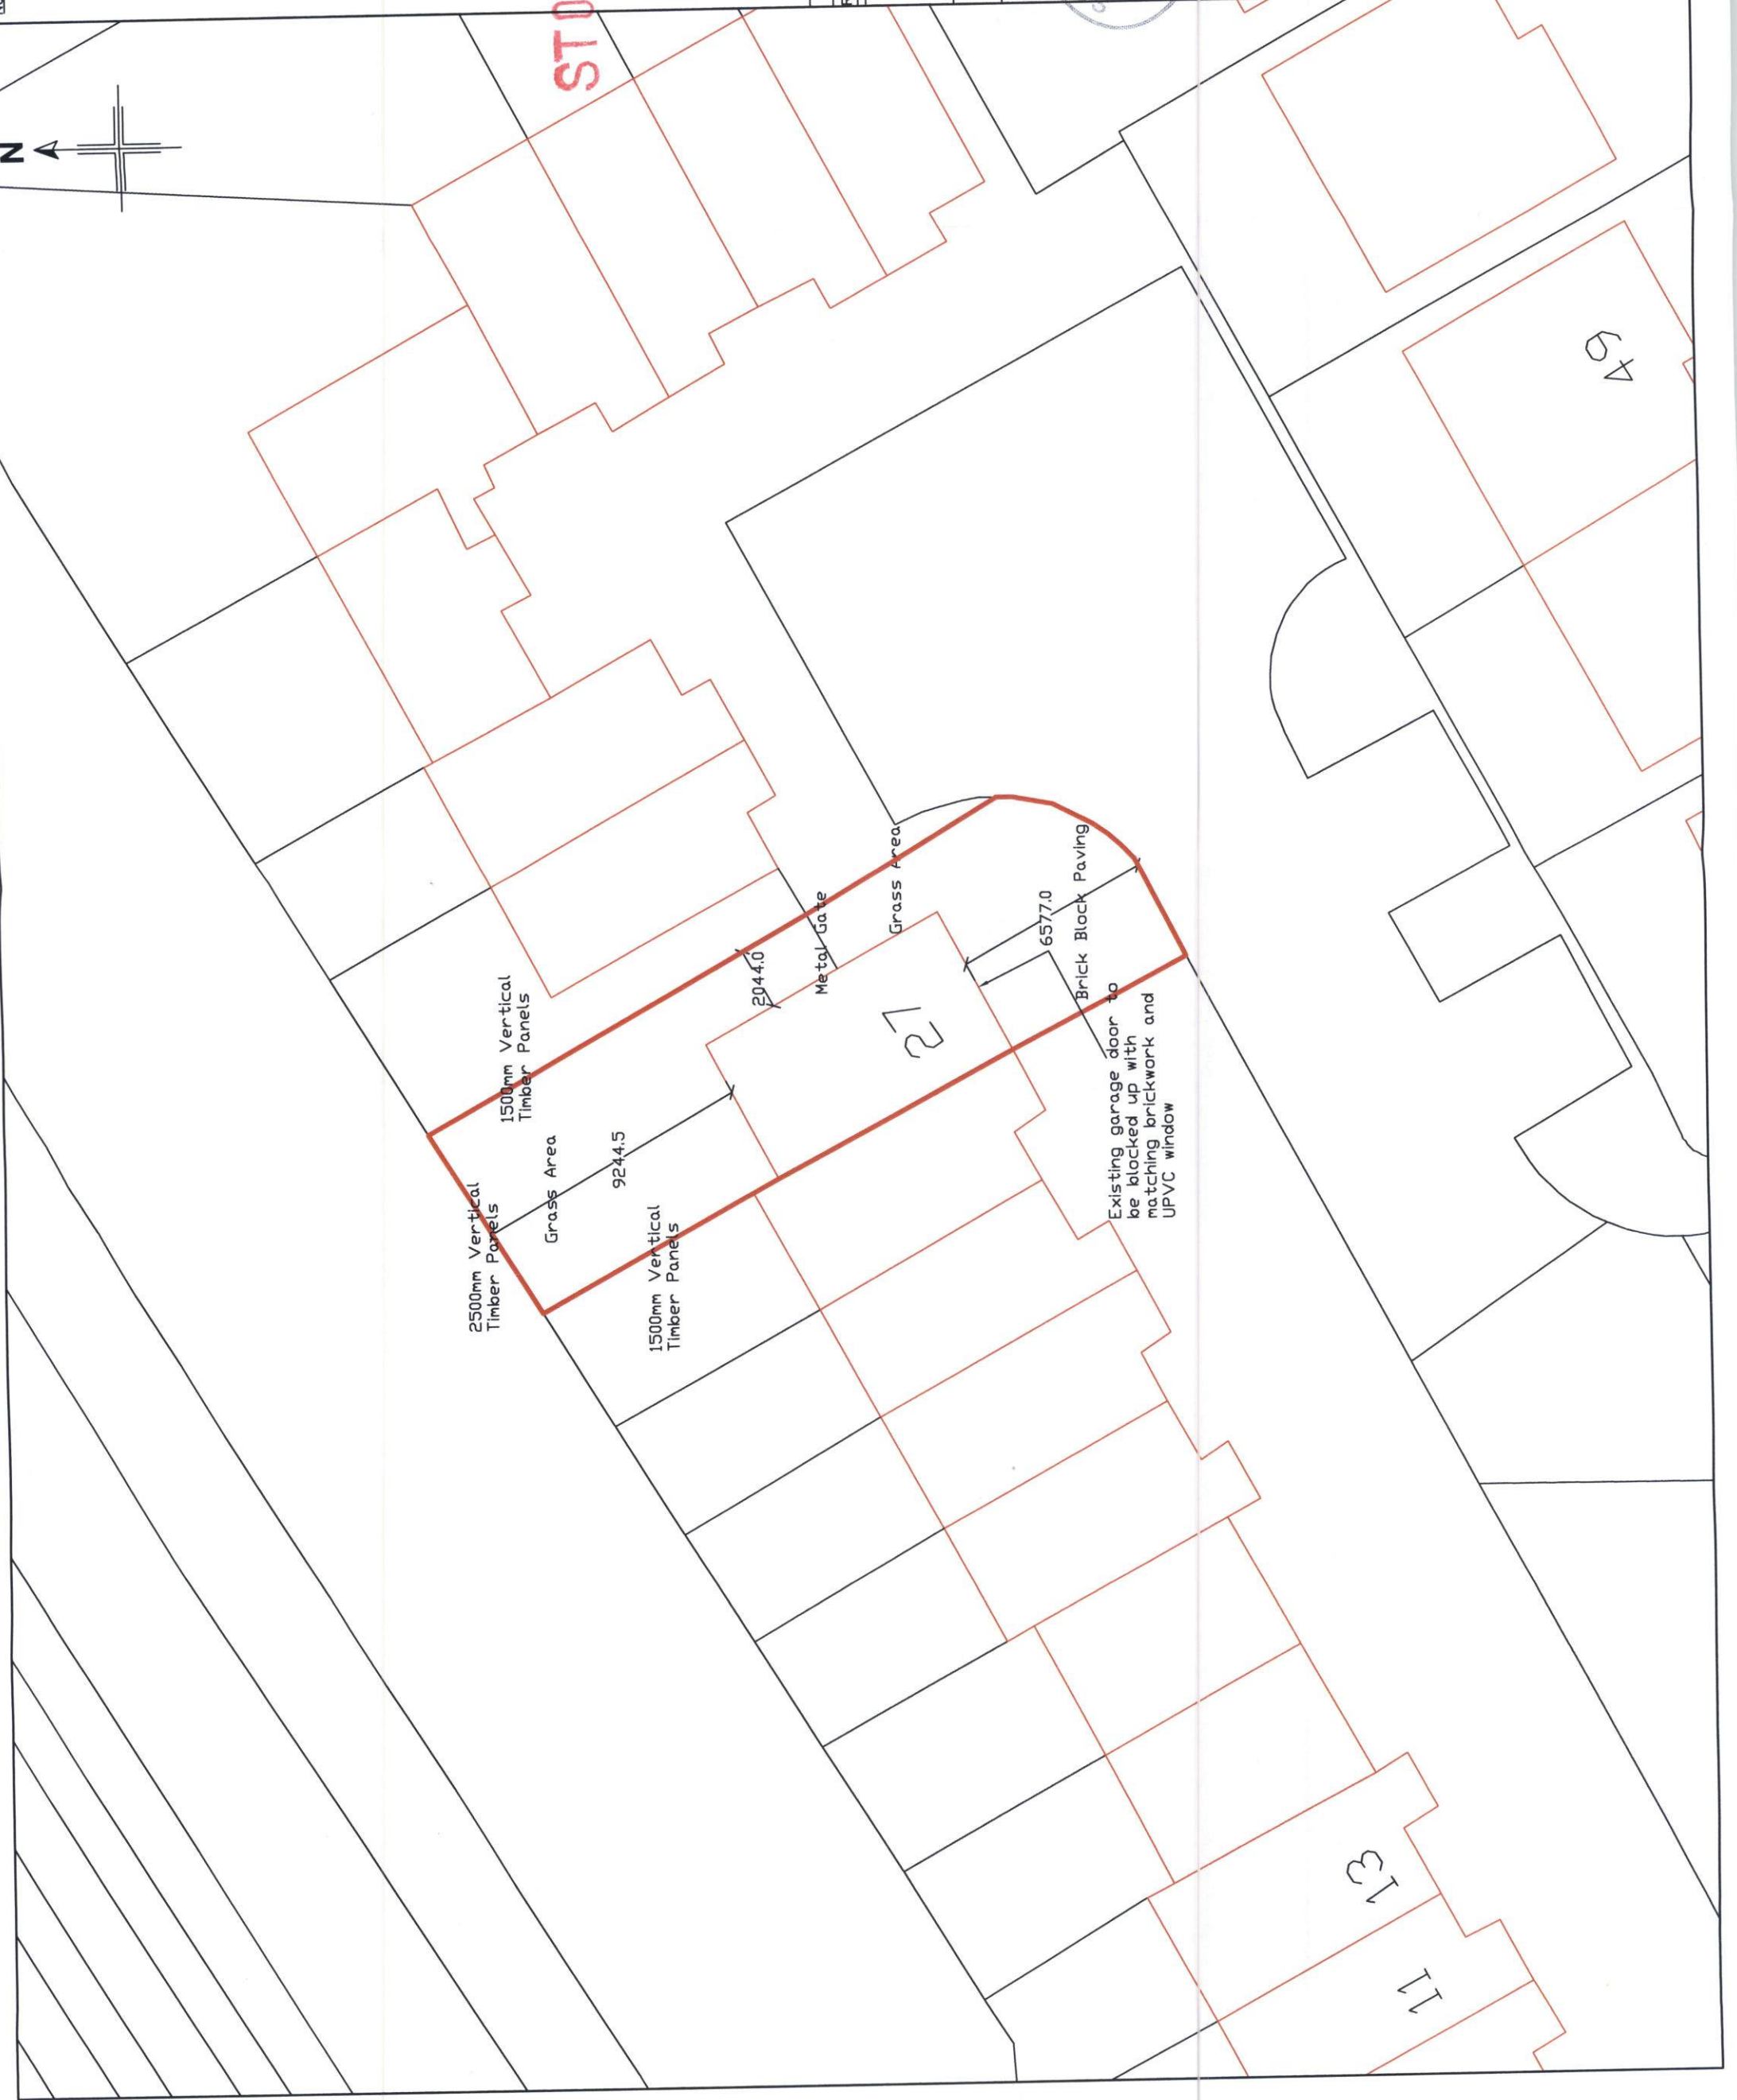 N
ST
49
1500mm Vertical
Timber Panels
2044.0
Metal Gate
Grass Area
6577.0
Brick Block Paving
27
2500mm Vertical
Timber Panels
Grass Area
9244.5
1500mm Vertical
Timber Panels
Existing garage door to
be blocked up with
matching brickwork and
UPVC window
13
11